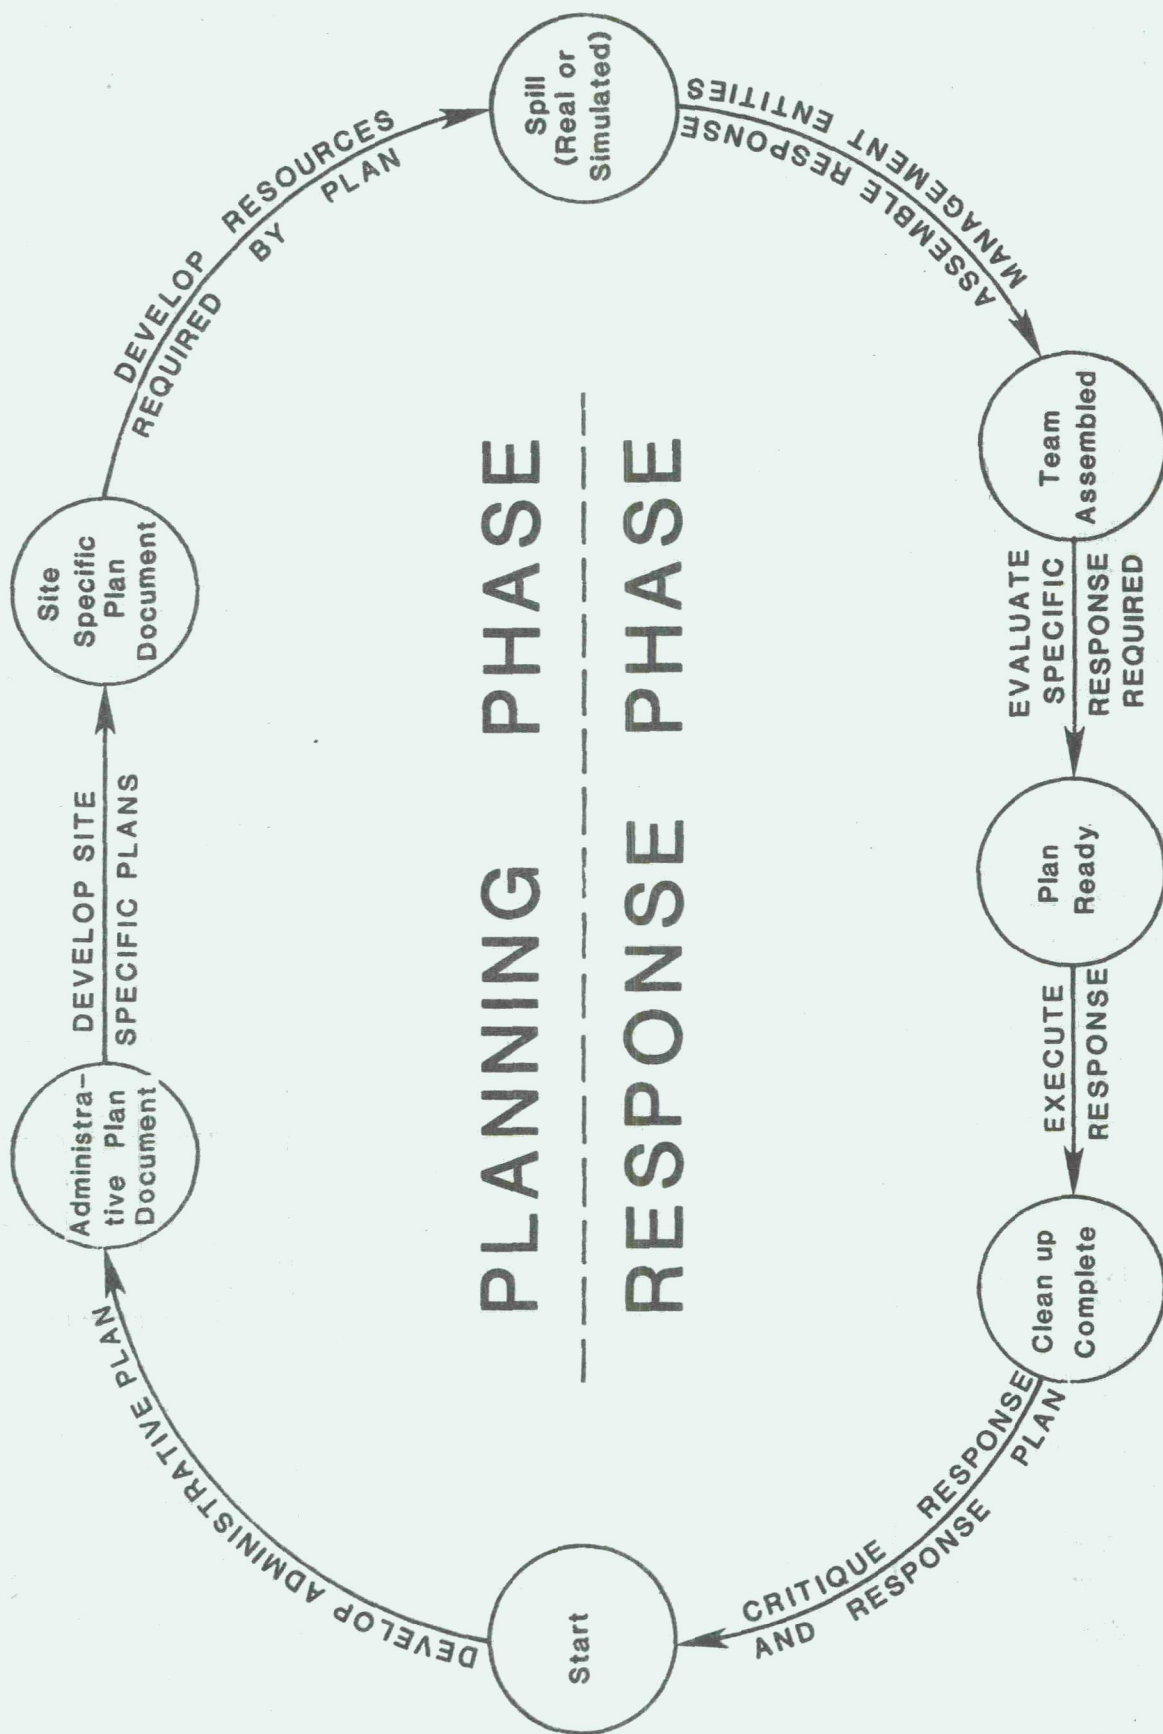 Start
DEVELOP ADMINISTRATIVE PLAN
Administra-
tive Plan
Document
DEVELOP SITE
SPECIFIC PLANS
Site
Specific
Plan
Document
DEVELOP RESOURCES
REQUIRED BY PLAN
Spill
(Real or
Simulated)
PLANNING PHASE
RESPONSE PHASE
ASSEMBLE RESPONSE
MANAGEMENT ENTITIES
Team
Assembled
EVALUATE
SPECIFIC
RESPONSE
REQUIRED
Plan
Ready
EXECUTE
RESPONSE
Clean up
Complete
CRITIQUE RESPONSE
AND RESPONSE PLAN